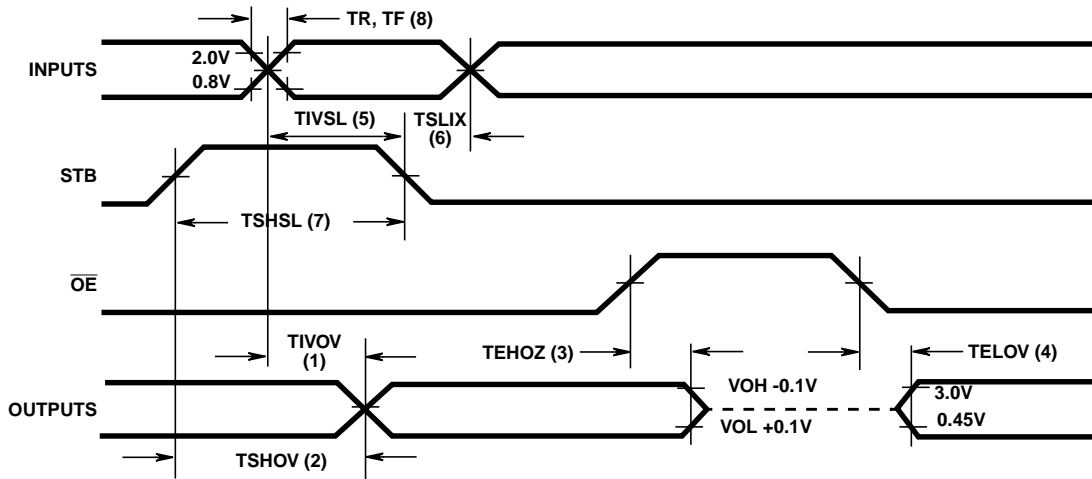 TR, TF (8)
INPUTS
2.0V
0.8V
TIVSL (5)
TSLIX
(6)
STB
TSHSL (7)
OE
TIVOV
(1)
TEHOZ (3)
TELOV (4)
OUTPUTS
VOH -0.1V
VOL +0.1V
3.0V
0.45V
TSHOV (2)